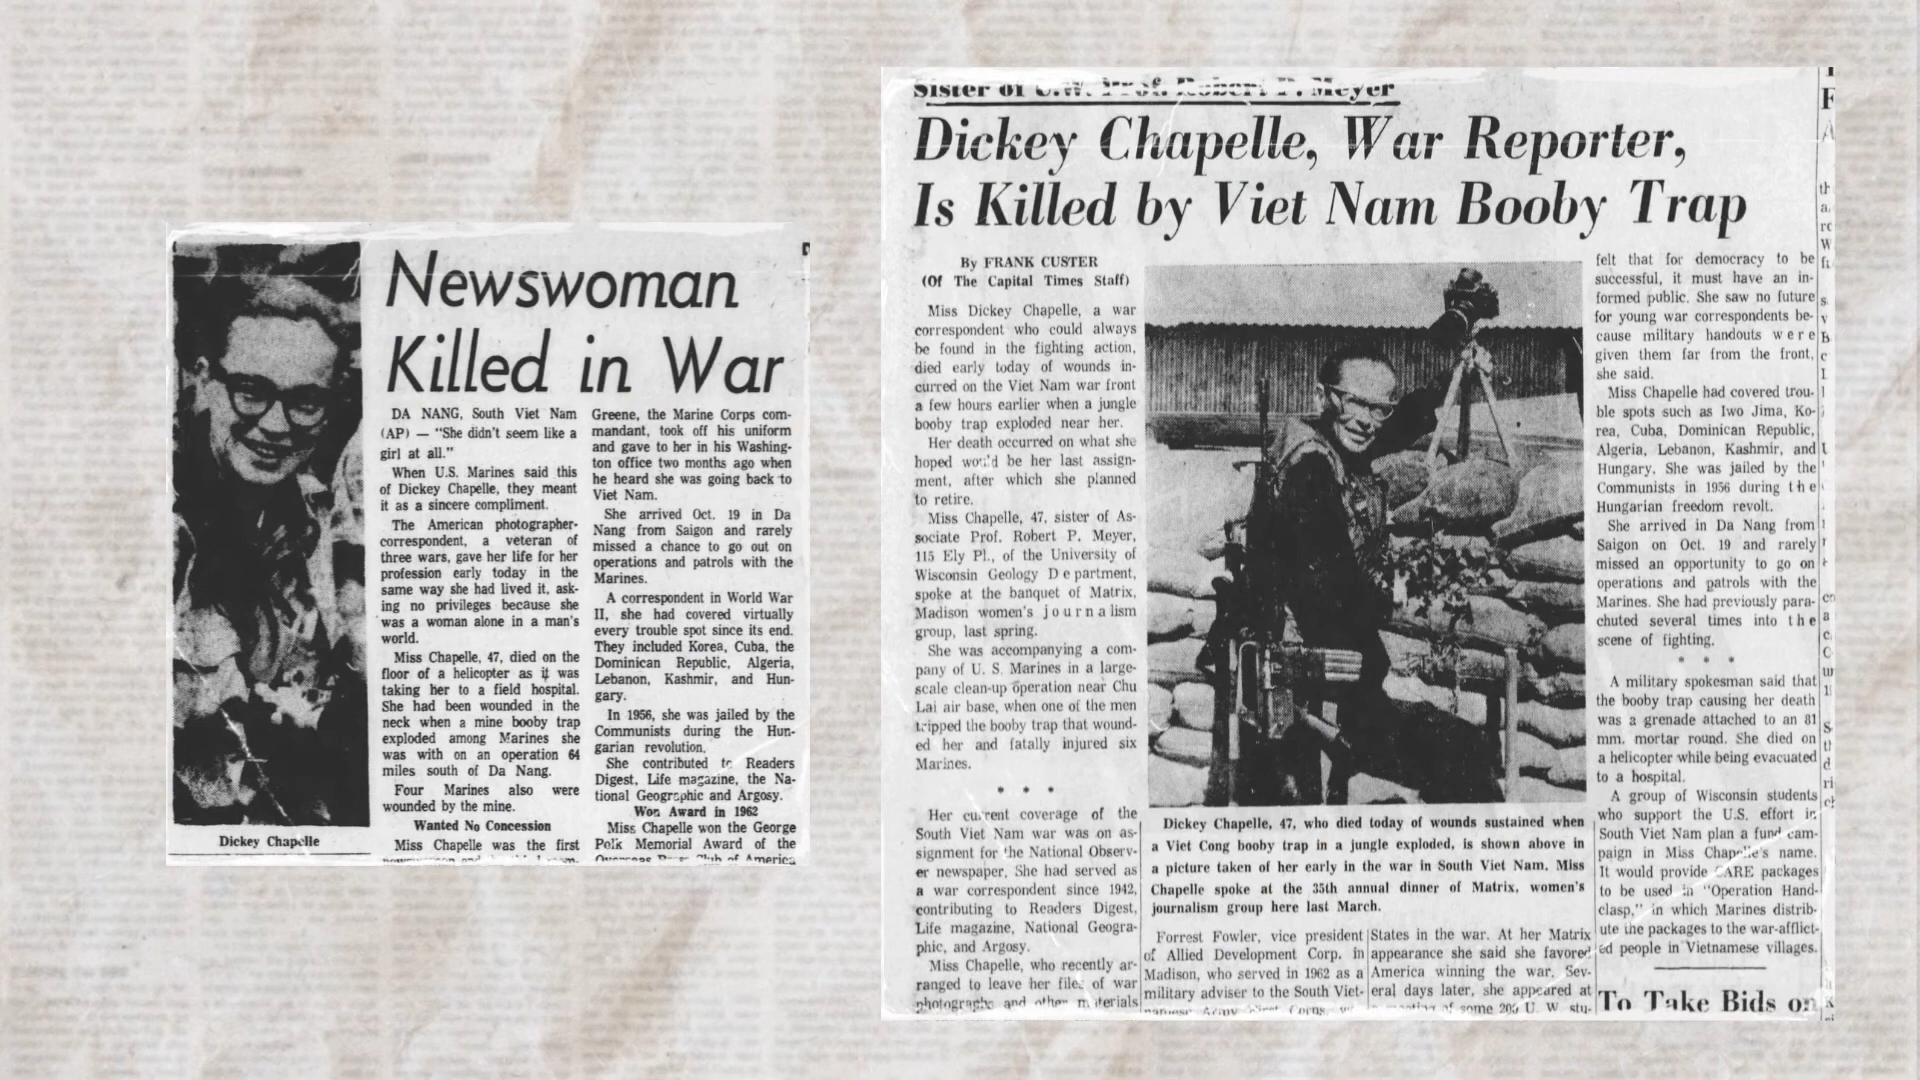 Newswoman
Killed in War
DA NANG, South Viet Nam
(AP) — "She didn't seem like a
girl at all."
When U.S. Marines said this
of Dickey Chapelle, they meant
it as a sincere compliment.
The American photographer-
correspondent, a veteran of
three wars, gave her life for her
profession early today in the
same way she had lived it, ask-
ing no privileges because she
was a woman alone in a man's
world.
Miss Chapelle, 47, died on the
floor of a helicopter as it was
taking her to a field hospital.
She had been wounded in the
neck when a mine booby trap
exploded among Marines she
was with on an operation 64
miles south of Da Nang.
Four Marines also were
wounded by the mine.
Wanted No Concession
Miss Chapelle was the first
Greene, the Marine Corps com-
mandant, took off his uniform
and gave to her in his Washing-
ton office two months ago when
he heard she was going back to
Viet Nam.
She arrived Oct. 19 in Da
Nang from Saigon and rarely
missed a chance to go out on
operations and patrols with the
Marines.
A correspondent in World War
II, she had covered virtually
every trouble spot since its end.
They included Korea, Cuba, the
Dominican Republic, Algeria,
Lebanon, Kashmir, and Hun-
gary.
In 1956, she was jailed by the
Communists during the Hun-
garian revolution.
She contributed to Readers
Digest, Life magazine, the Na-
tional Geographic and Argosy.
Won Award in 1962
Miss Chapelle won the George
Polk Memorial Award of the
Overseas Press Club of America
Dickey Chapelle
Sister of U.W. Prof. Robert P. Meyer
Dickey Chapelle, War Reporter,
Is Killed by Viet Nam Booby Trap
By FRANK CUSTER
(Of The Capital Times Staff)
Miss Dickey Chapelle, a war
correspondent who could always
be found in the fighting action,
died early today of wounds in-
curred on the Viet Nam war front
a few hours earlier when a jungle
booby trap exploded near her.
Her death occurred on what she
hoped would be her last assign-
ment, after which she planned
to retire.
Miss Chapelle, 47, sister of As-
sociate Prof. Robert P. Meyer,
115 Ely Pl., of the University of
Wisconsin Geology Department,
spoke at the banquet of Matrix,
Madison women's journalism
group, last spring.
She was accompanying a com-
pany of U. S. Marines in a large-
scale clean-up operation near Chu
Lai air base, when one of the men
tripped the booby trap that wound-
ed her and fatally injured six
Marines.
* * *
Her current coverage of the
South Viet Nam war was on as-
signment for the National Observ-
er newspaper. She had served as
a war correspondent since 1942,
contributing to Readers Digest,
Life magazine, National Geogra-
phic, and Argosy.
Miss Chapelle, who recently ar-
ranged to leave her files of war
photographs and other materials
Dickey Chapelle, 47, who died today of wounds sustained when
a Viet Cong booby trap in a jungle exploded, is shown above in
a picture taken of her early in the war in South Viet Nam. Miss
Chapelle spoke at the 35th annual dinner of Matrix, women's
journalism group here last March.
Forrest Fowler, vice president
of Allied Development Corp. in
Madison, who served in 1962 as a
military adviser to the South Viet-
States in the war. At her Matrix
appearance she said she favored
America winning the war. Sev-
eral days later, she appeared at
of some 200 U. W. stu-
felt that for democracy to be
successful, it must have an in-
formed public. She saw no future
for young war correspondents be-
cause military handouts were
given them far from the front,
she said.
Miss Chapelle had covered trou-
ble spots such as Iwo Jima, Ko-
rea, Cuba, Dominican Republic,
Algeria, Lebanon, Kashmir, and
Hungary. She was jailed by the
Communists in 1956 during the
Hungarian freedom revolt.
She arrived in Da Nang from
Saigon on Oct. 19 and rarely
missed an opportunity to go on
operations and patrols with the
Marines. She had previously para-
chuted several times into the
scene of fighting.
* * *
A military spokesman said that
the booby trap causing her death
was a grenade attached to an 81
mm. mortar round. She died on
a helicopter while being evacuated
to a hospital.
A group of Wisconsin students
who support the U.S. effort in
South Viet Nam plan a fund cam-
paign in Miss Chapelle's name.
It would provide CARE packages
to be used in "Operation Hand-
clasp," in which Marines distrib-
ute the packages to the war-afflict-
ed people in Vietnamese villages.
To Take Bids on